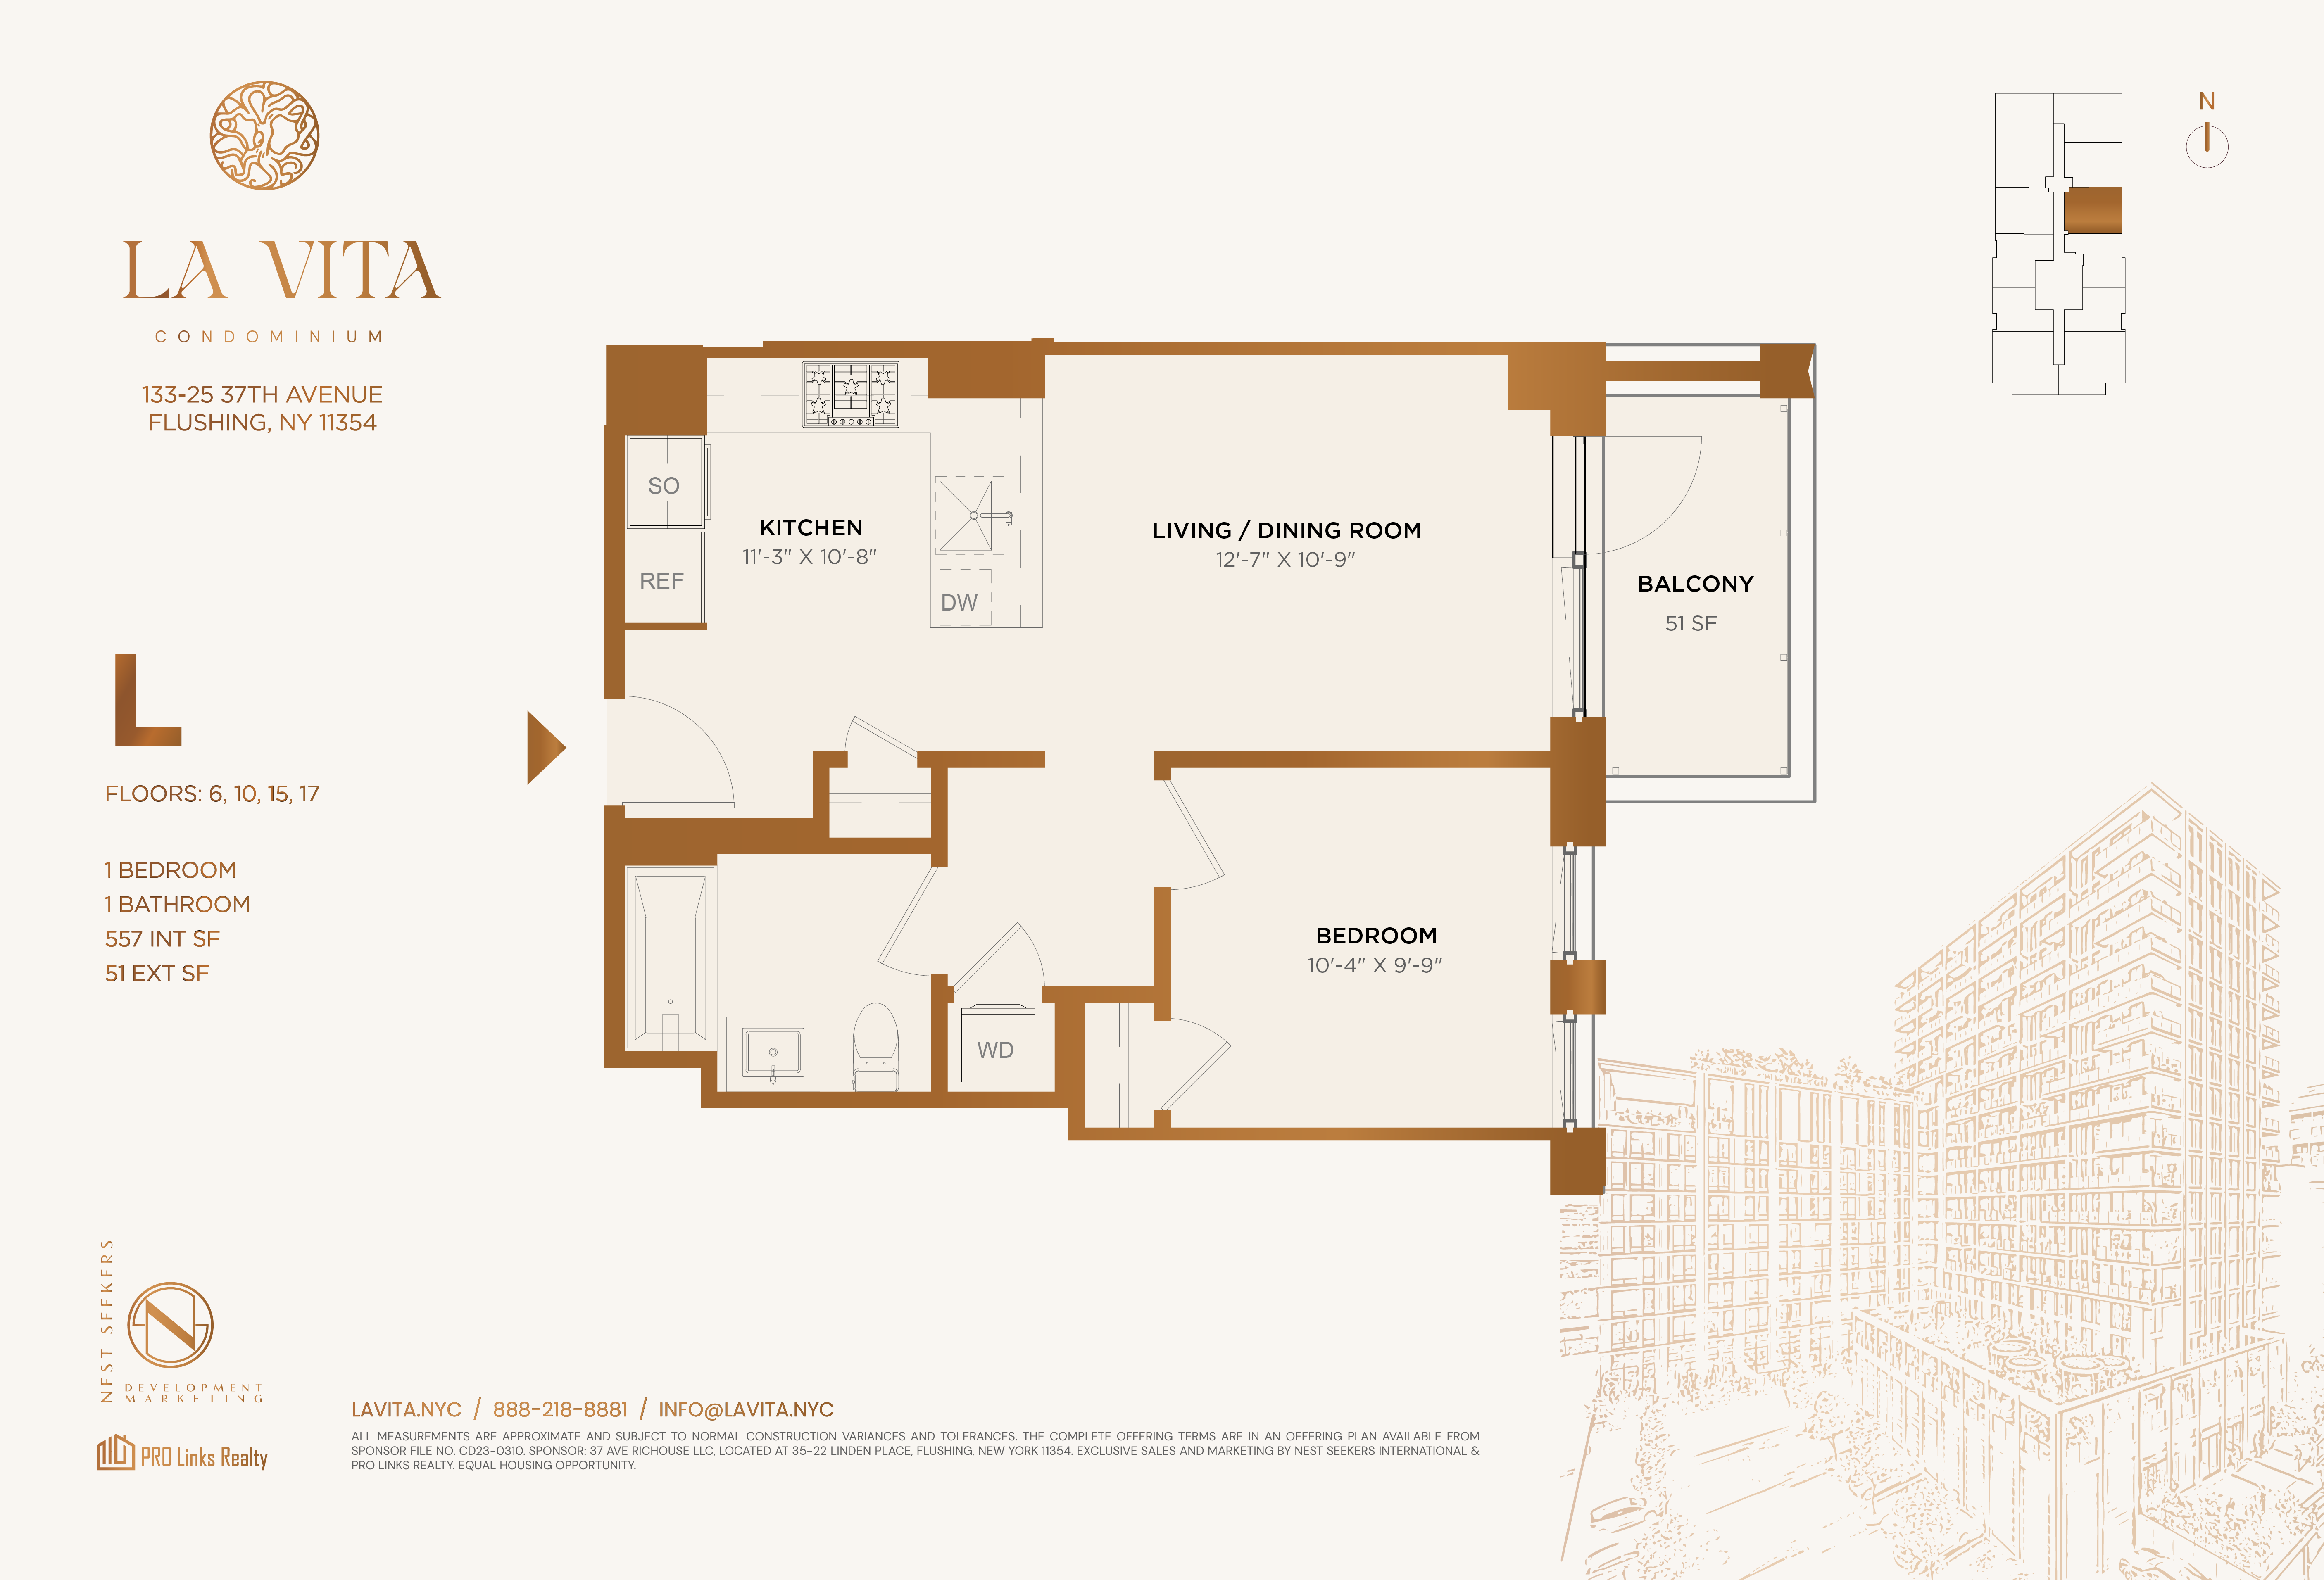 LA VITA
CONDOMINIUM
133-25 37TH AVENUE
FLUSHING, NY 11354
N
L
FLOORS: 6, 10, 15, 17
1 BEDROOM
1 BATHROOM
557 INT SF
51 EXT SF
SO
REF
KITCHEN
11'-3" X 10'-8"
DW
LIVING / DINING ROOM
12'-7" X 10'-9"
BALCONY
51 SF
BEDROOM
10'-4" X 9'-9"
WD
NEST SEEKERS
DEVELOPMENT
MARKETING
PRO Links Realty
LAVITA.NYC / 888-218-8881 / INFO@LAVITA.NYC
ALL MEASUREMENTS ARE APPROXIMATE AND SUBJECT TO NORMAL CONSTRUCTION VARIANCES AND TOLERANCES. THE COMPLETE OFFERING TERMS ARE IN AN OFFERING PLAN AVAILABLE FROM
SPONSOR FILE NO. CD23-0310. SPONSOR: 37 AVE RICHOUSE LLC, LOCATED AT 35-22 LINDEN PLACE, FLUSHING, NEW YORK 11354. EXCLUSIVE SALES AND MARKETING BY NEST SEEKERS INTERNATIONAL &
PRO LINKS REALTY. EQUAL HOUSING OPPORTUNITY.